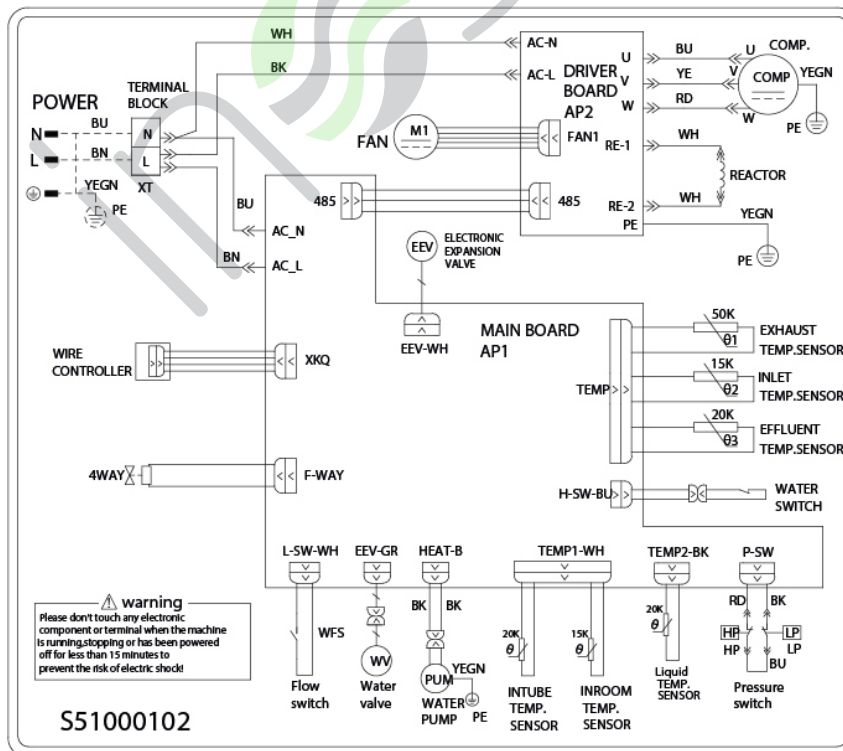 WH
BK
AC-N
AC-L
DRIVER
BOARD
AP2
U
V
W
BU
YE
RD
U
V
W
COMP.
COMP
YEGN
PE
POWER
TERMINAL
BLOCK
N
L
BU
BN
YEGN
PE
N
L
XT
FAN
M1
FAN1
RE-1
RE-2
WH
WH
REACTOR
PE
YEGN
PE
485
485
BU
BN
AC_N
AC_L
EEV
ELECTRONIC
EXPANSION
VALVE
EEV-WH
MAIN BOARD
AP1
WIRE
CONTROLLER
XKQ
TEMP
50K
θ1
EXHAUST
TEMP.SENSOR
15K
θ2
INLET
TEMP.SENSOR
20K
θ3
EFFLUENT
TEMP.SENSOR
4WAY
F-WAY
H-SW-BU
WATER
SWITCH
L-SW-WH
EEV-GR
HEAT-B
TEMP1-WH
TEMP2-BK
P-SW
WFS
Flow
switch
WV
Water
valve
BK
BK
PUM
YEGN
PE
WATER
PUMP
20K
θ
INTUBE
TEMP.
SENSOR
15K
θ
INROOM
TEMP.
SENSOR
20K
θ
Liquid
TEMP.
SENSOR
RD
BK
HP
HP
LP
LP
BU
Pressure
switch
warning
Please don't touch any electronic
component or terminal when the machine
is running,stopping or has been powered
off for less than 15 minutes to
prevent the risk of electric shock!
S51000102